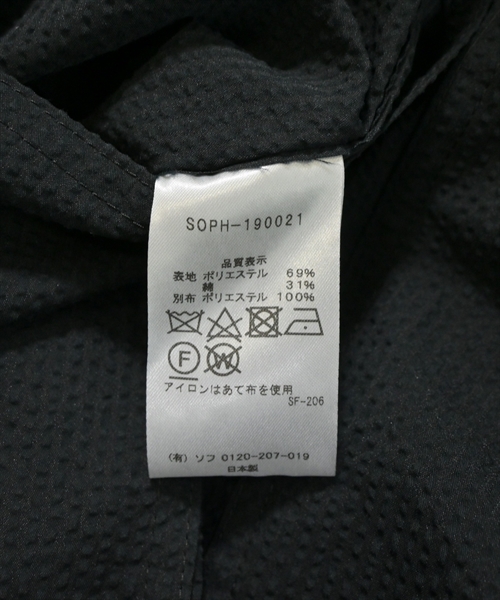 SOPH-190021
品質表示
表地 ポリエステル 69%
綿 31%
別布 ポリエステル 100%
F W
アイロンはあて布を使用
SF-206
(有) ソフ 0120-207-019
日本製